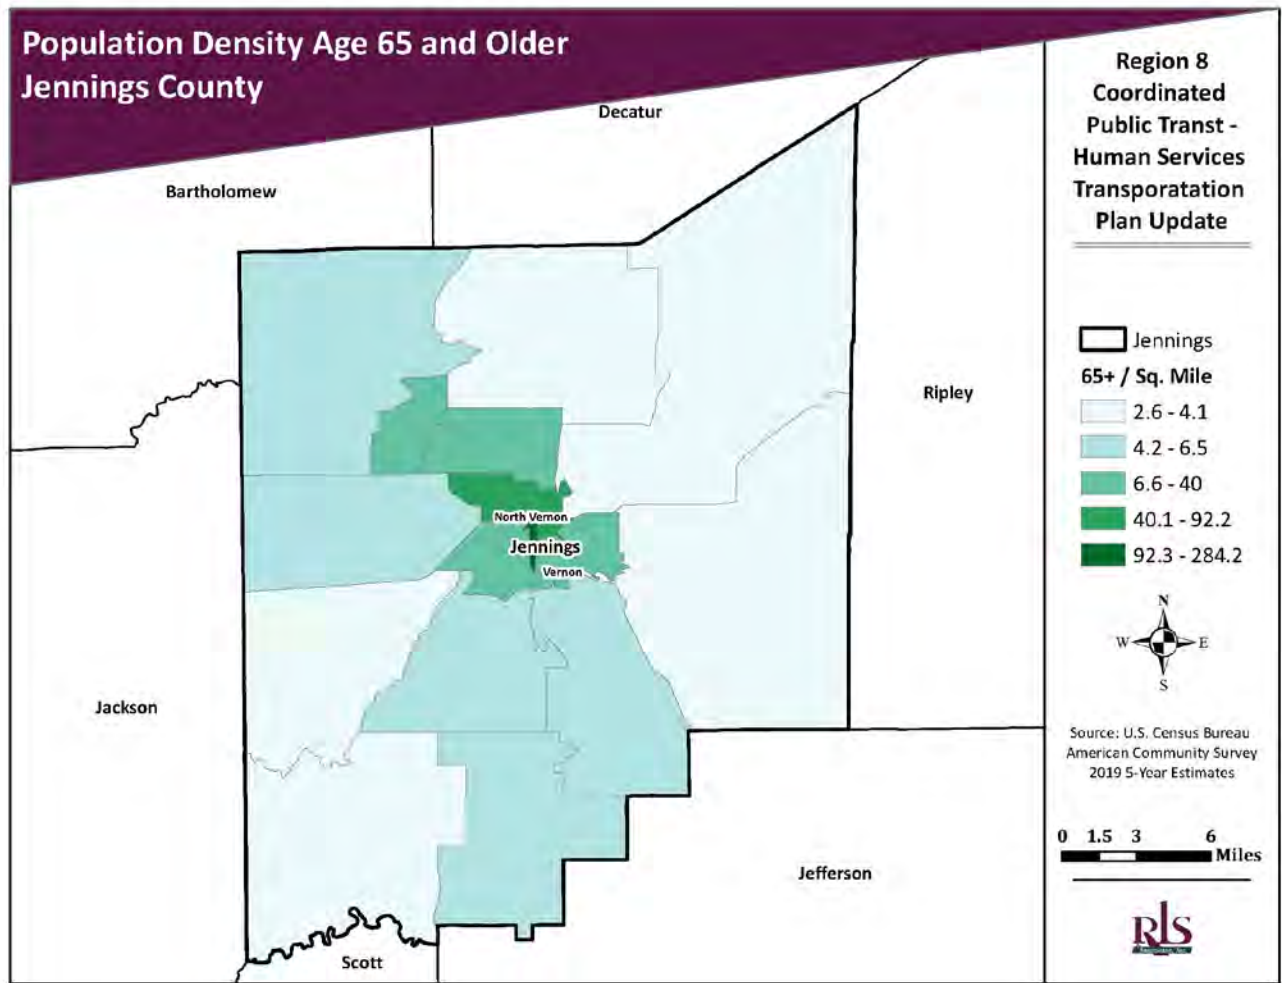 Population Density Age 65 and Older
Jennings County
Region 8
Coordinated
Public Transt -
Human Services
Transporatation
Plan Update
Decatur
Bartholomew
Ripley
North Vernon
Jennings
Vernon
Jackson
Jefferson
Scott
Jennings
65+ / Sq. Mile
2.6 - 4.1
4.2 - 6.5
6.6 - 40
40.1 - 92.2
92.3 - 284.2
N
W E
S
Source: U.S. Census Bureau
American Community Survey
2019 5-Year Estimates
0 1.5 3 6
Miles
RLS